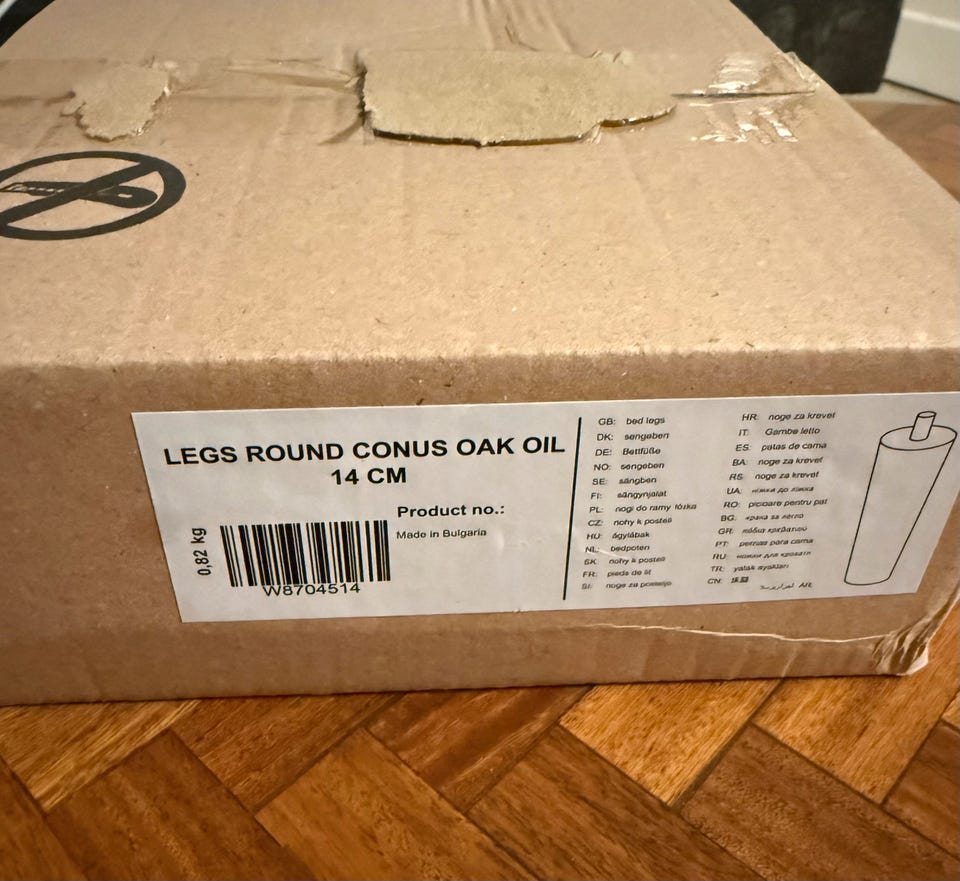 LEGS ROUND CONUS OAK OIL
14 CM
Product no.:
Made in Bulgaria
0,82 kg
W8704514
GB: bed legs
DK: sengeben
DE: Bettfüße
NO: sengeben
SE: sängben
FI: sängynjalat
PL: nogi do ramy łóżka
CZ: nohy k posteli
HU: ágylábak
NL: bedpoten
SK: nohy k posteli
FR: pieds de lit
SI: noge za posteljo
HR: noge za krevet
IT: Gambe letto
ES: patas de cama
BA: noge za krevet
RS: noge za krevet
UA: ніжки до ліжка
RO: picioare pentru pat
BG: крака за легло
GR: πόδια κρεβατιού
PT: pernas para cama
RU: ножки для кровати
TR: yatak ayakları
CN: 床
AR: